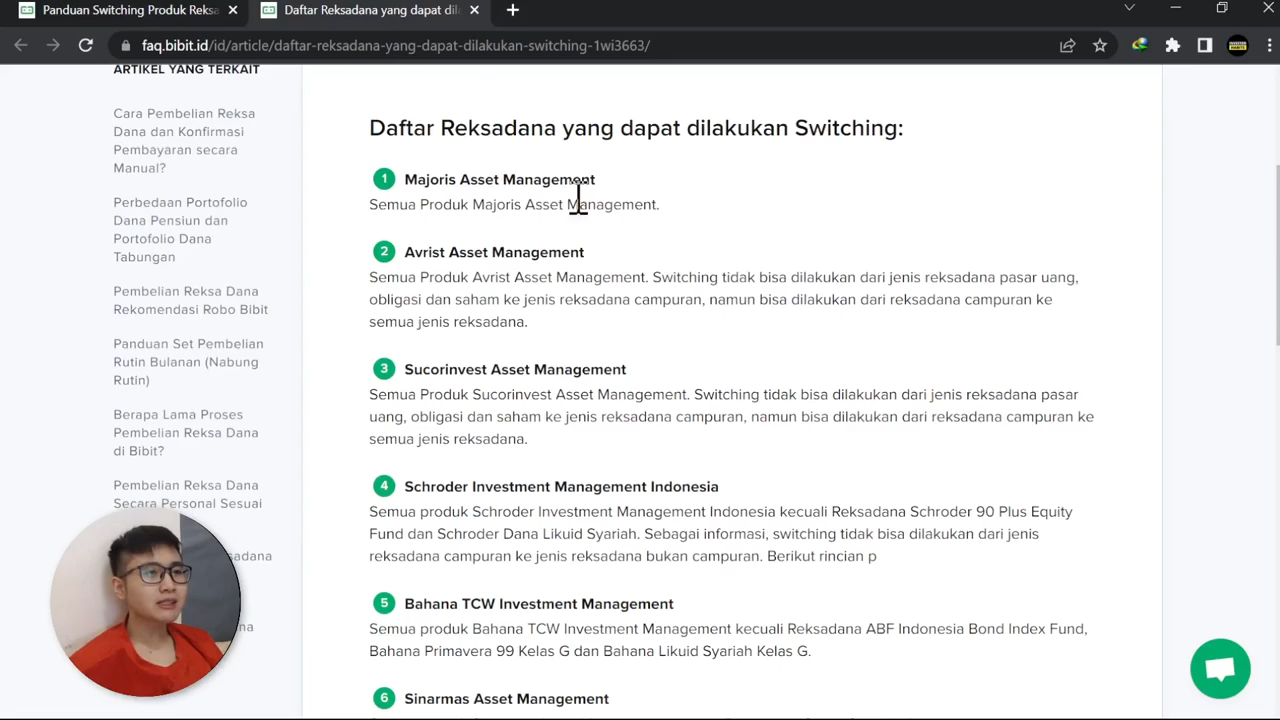 Panduan Switching Produk Reksa
Daftar Reksadana yang dapat dil
faq.bibit.id/id/article/daftar-reksadana-yang-dapat-dilakukan-switching-1wi3663/
ARTIKEL YANG TERKAIT
Cara Pembelian Reksa
Dana dan Konfirmasi
Pembayaran secara
Manual?
Perbedaan Portofolio
Dana Pensiun dan
Portofolio Dana
Tabungan
Pembelian Reksa Dana
Rekomendasi Robo Bibit
Panduan Set Pembelian
Rutin Bulanan (Nabung
Rutin)
Berapa Lama Proses
Pembelian Reksa Dana
di Bibit?
Pembelian Reksa Dana
Secara Personal Sesuai
sadana
na
Daftar Reksadana yang dapat dilakukan Switching:
1 Majoris Asset Management
Semua Produk Majoris Asset Management.
2 Avrist Asset Management
Semua Produk Avrist Asset Management. Switching tidak bisa dilakukan dari jenis reksadana pasar uang,
obligasi dan saham ke jenis reksadana campuran, namun bisa dilakukan dari reksadana campuran ke
semua jenis reksadana.
3 Sucorinvest Asset Management
Semua Produk Sucorinvest Asset Management. Switching tidak bisa dilakukan dari jenis reksadana pasar
uang, obligasi dan saham ke jenis reksadana campuran, namun bisa dilakukan dari reksadana campuran ke
semua jenis reksadana.
4 Schroder Investment Management Indonesia
Semua produk Schroder Investment Management Indonesia kecuali Reksadana Schroder 90 Plus Equity
Fund dan Schroder Dana Likuid Syariah. Sebagai informasi, switching tidak bisa dilakukan dari jenis
reksadana campuran ke jenis reksadana bukan campuran. Berikut rincian p
5 Bahana TCW Investment Management
Semua produk Bahana TCW Investment Management kecuali Reksadana ABF Indonesia Bond Index Fund,
Bahana Primavera 99 Kelas G dan Bahana Likuid Syariah Kelas G.
6 Sinarmas Asset Management